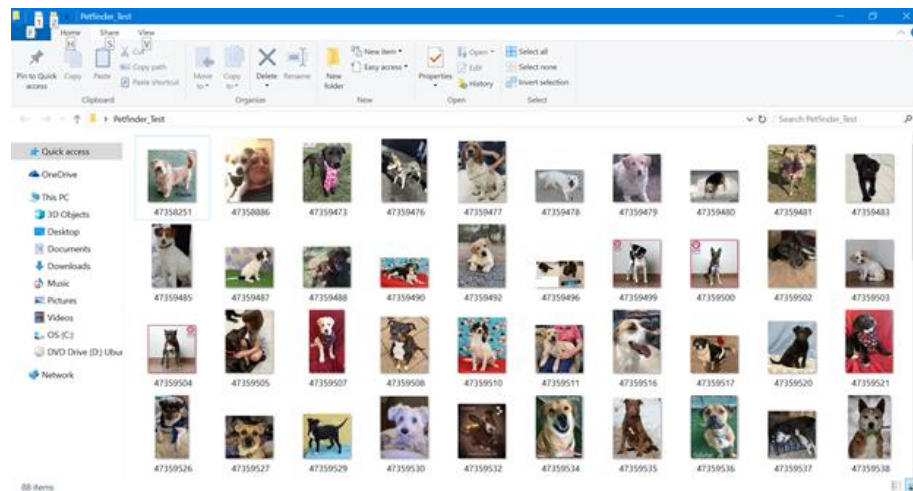 1 2 Petfinder_Test
F Home Share View
H S V
Pin to Quick access
Copy
Paste
Cut
Copy path
Paste shortcut
Move to
Copy to
Delete
Rename
New folder
New item
Easy access
Properties
Open
Edit
History
Select all
Select none
Invert selection
Clipboard Organize New Open Select
Petfinder_Test
Search Petfinder_Test
Quick access
OneDrive
This PC
3D Objects
Desktop
Documents
Downloads
Music
Pictures
Videos
OS (C:)
DVD Drive (D:) Ubur
Network
47358251 47358886 47359473 47359476 47359477 47359478 47359479 47359480 47359481 47359483
47359485 47359487 47359488 47359490 47359492 47359496 47359499 47359500 47359502 47359503
47359504 47359505 47359507 47359508 47359510 47359511 47359516 47359517 47359520 47359521
47359526 47359527 47359529 47359530 47359532 47359534 47359535 47359536 47359537 47359538
88 items